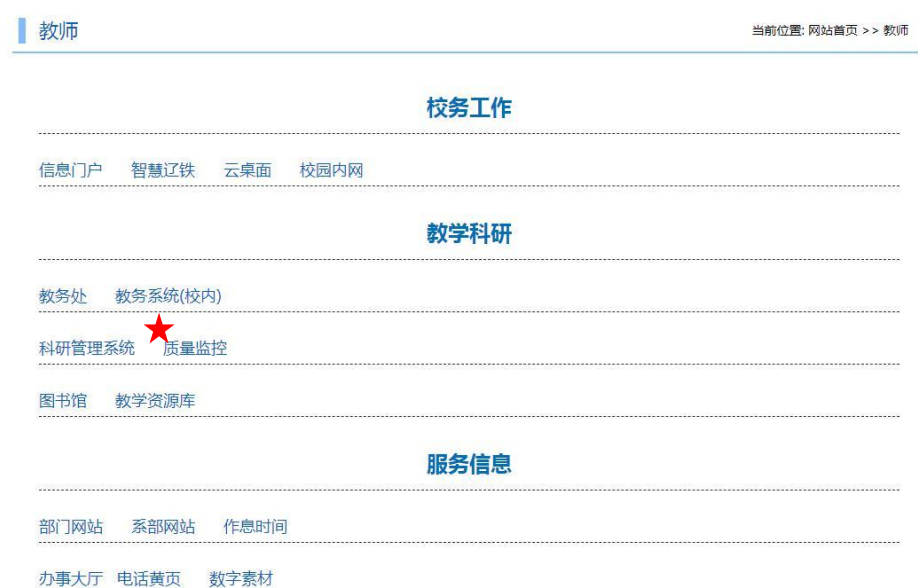 教师
当前位置: 网站首页 >> 教师
校务工作
信息门户 智慧辽铁 云桌面 校园内网
教学科研
教务处 教务系统(校内)
科研管理系统 质量监控
图书馆 教学资源库
服务信息
部门网站 系部网站 作息时间
办事大厅 电话黄页 数字素材